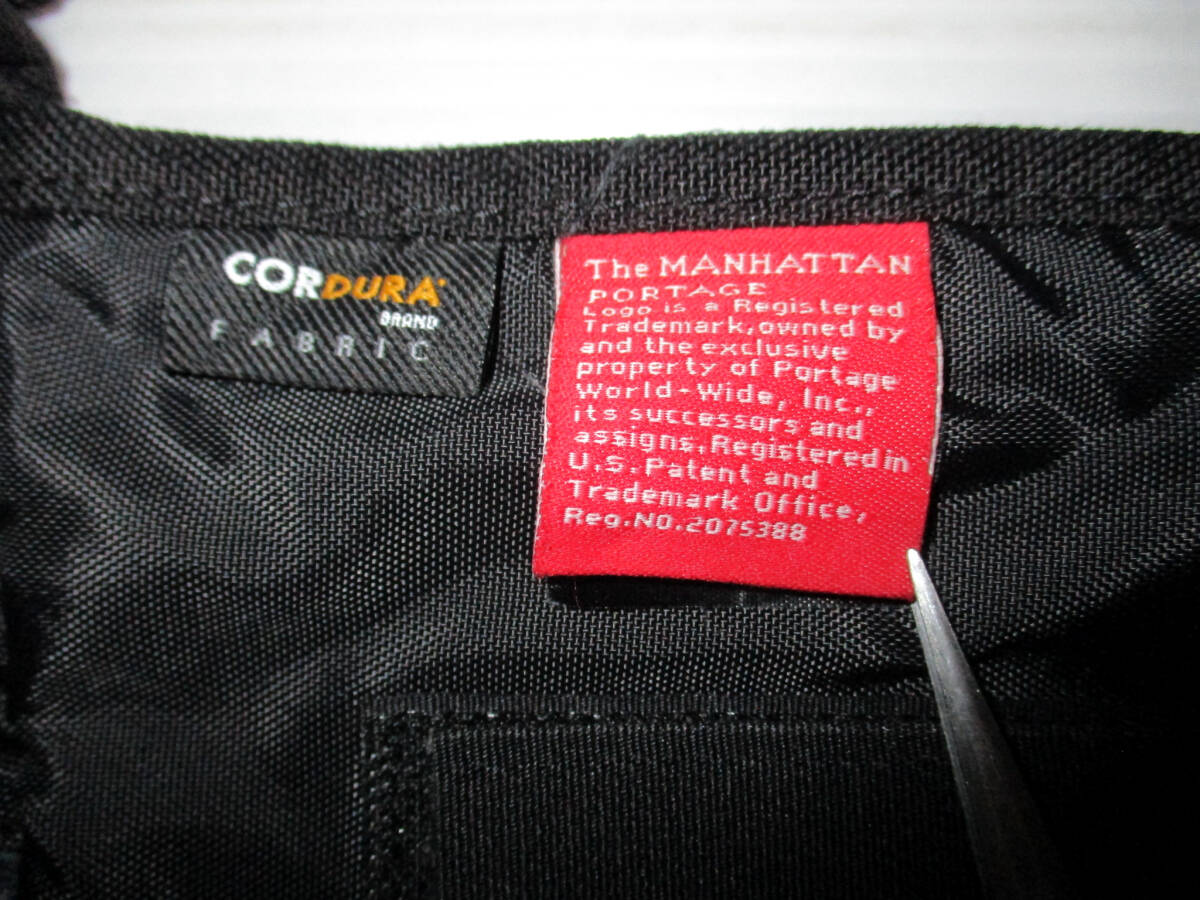 CORDURA
BRAND
FABRIC
The MANHATTAN
PORTAGE
Logo is a Registered
Trademark, owned by
and the exclusive
property of Portage
World-Wide, Inc.,
its successors and
assigns. Registered in
U.S. Patent and
Trademark Office,
Reg.NO.2075388